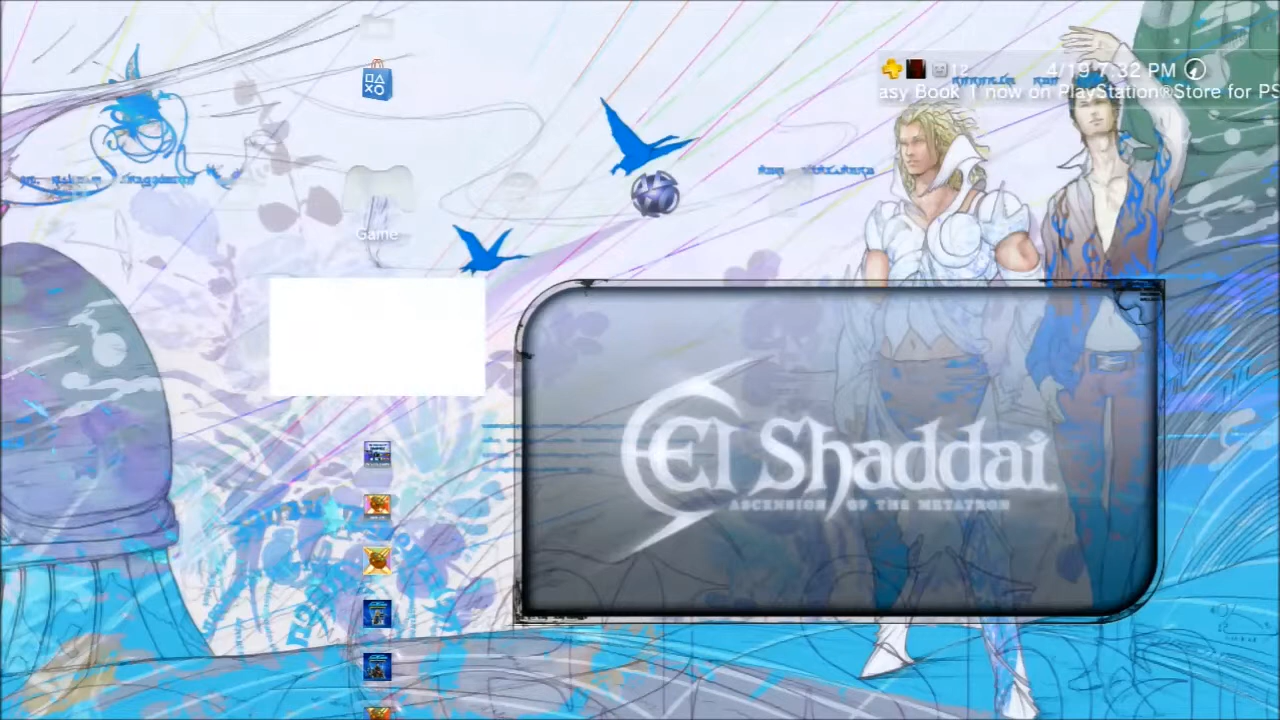 12
4/19 7:32 PM
asy Book 1 now on PlayStation®Store for PS
Game
El Shaddai
ASCENSION OF THE METATRON